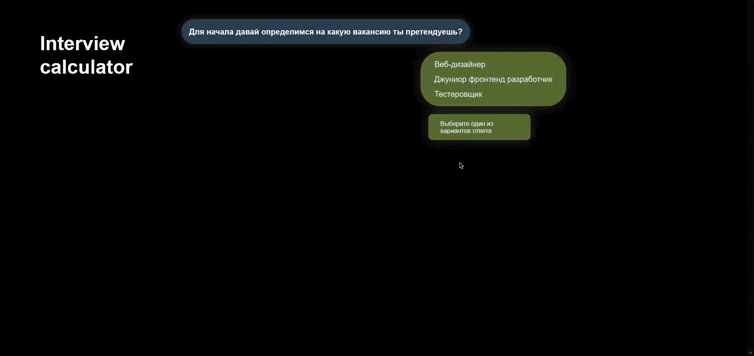 Interview
calculator
Для начала давай определимся на какую вакансию ты претендуешь?
Веб-дизайнер
Джуниор фронтенд разработчик
Тестеровщик
Выберите один из
вариантов ответа